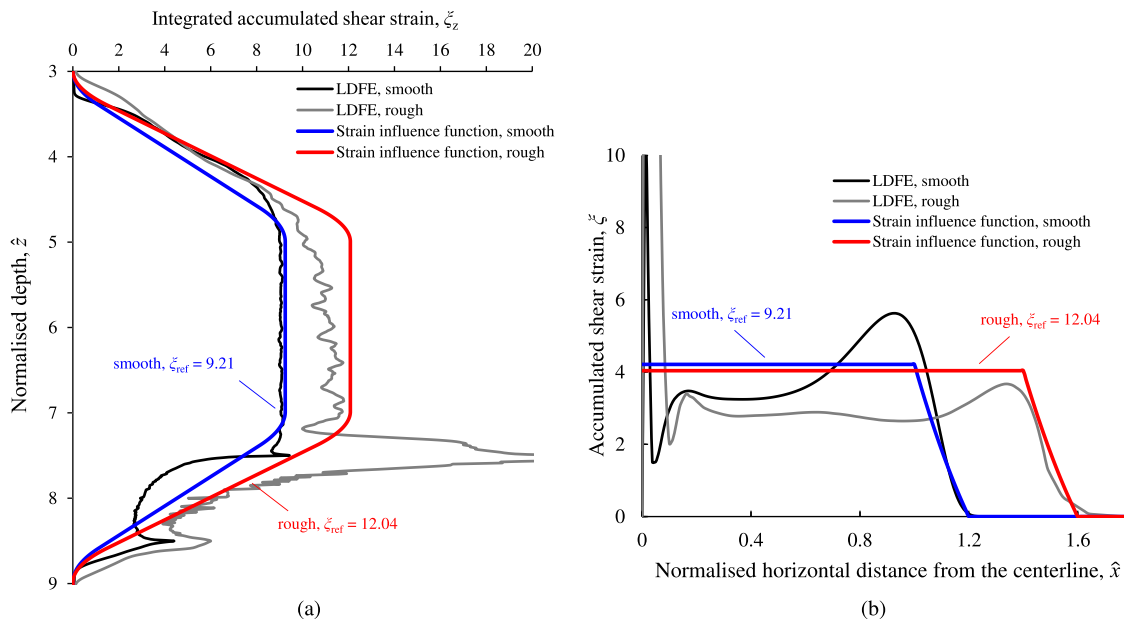 Integrated accumulated shear strain, ξz
0 2 4 6 8 10 12 14 16 18 20
3
4
5
6
7
8
9
Normalised depth, ẑ
LDFE, smooth
LDFE, rough
Strain influence function, smooth
Strain influence function, rough
smooth, ξref = 9.21
rough, ξref = 12.04
(a)
10
8
6
4
2
0
Accumulated shear strain, ξ
LDFE, smooth
LDFE, rough
Strain influence function, smooth
Strain influence function, rough
smooth, ξref = 9.21
rough, ξref = 12.04
0 0.4 0.8 1.2 1.6
Normalised horizontal distance from the centerline, x̂
(b)